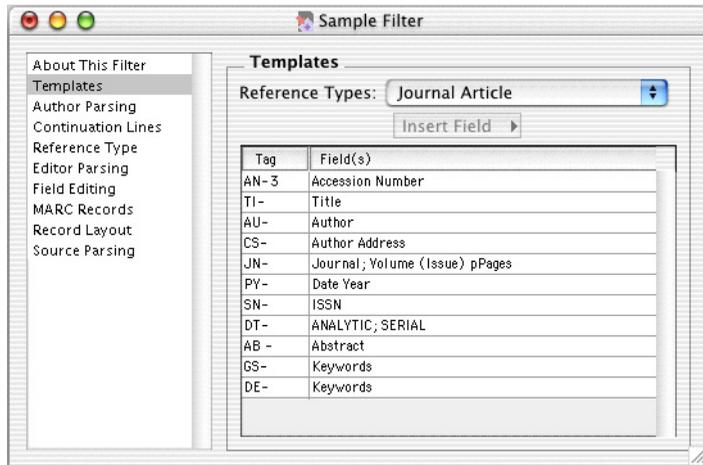 Sample Filter
About This Filter
Templates
Author Parsing
Continuation Lines
Reference Type
Editor Parsing
Field Editing
MARC Records
Record Layout
Source Parsing
Templates
Reference Types: Journal Article
Insert Field
Tag Field(s)
AN-3 Accession Number
TI- Title
AU- Author
CS- Author Address
JN- Journal; Volume (Issue) pPages
PY- Date Year
SN- ISSN
DT- ANALYTIC; SERIAL
AB - Abstract
GS- Keywords
DE- Keywords